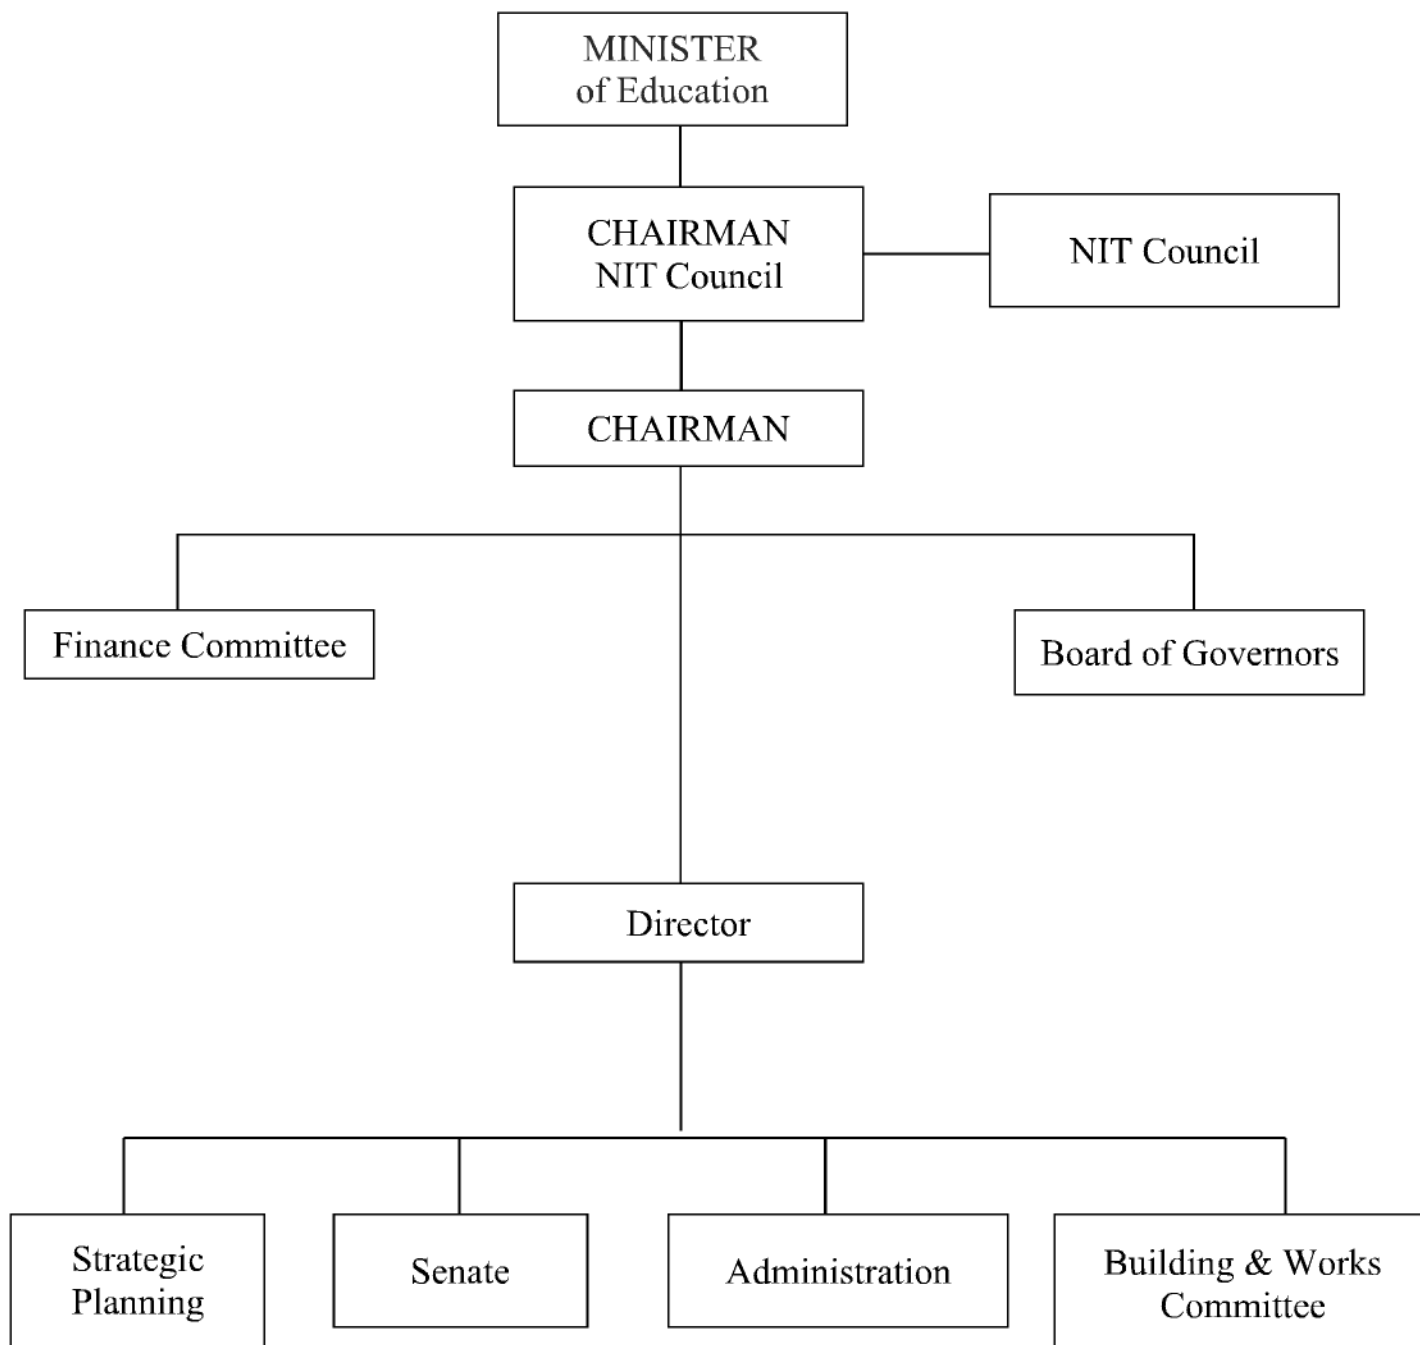 MINISTER
of Education
CHAIRMAN
NIT Council
NIT Council
CHAIRMAN
Finance Committee
Board of Governors
Director
Strategic
Planning
Senate
Administration
Building & Works
Committee